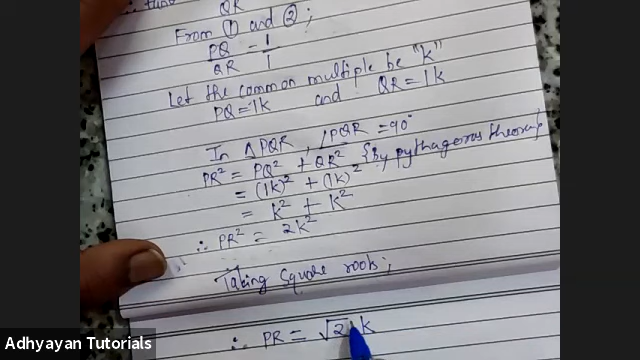 ∴ tanθ QR
From ① and ②;
PQ/QR = 1/1
Let the common multiple be "k"
PQ = 1k and QR = 1k
In △PQR, ∠PQR = 90°
PR² = PQ² + QR² {By pythagoras theorem
= (1k)² + (1k)²
= k² + k²
∴ PR² = 2k²
Taking square roots;
∴ PR = √2 k
Adhyayan Tutorials